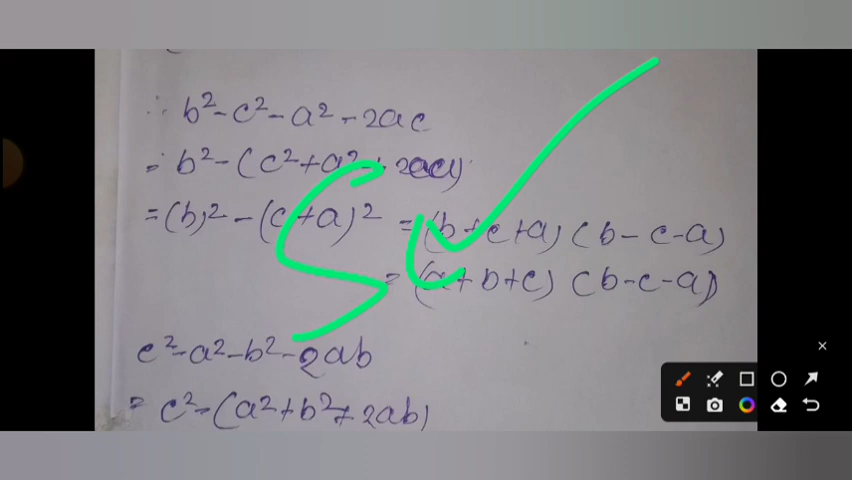 ∴ b²-c²-a²-2ac
= b²-(c²+a²+2ac)
= (b)²-(c+a)² = (b+c+a) (b-c-a)
= (a+b+c) (b-c-a)
c²-a²-b²-2ab
= c²-(a²+b²+2ab)